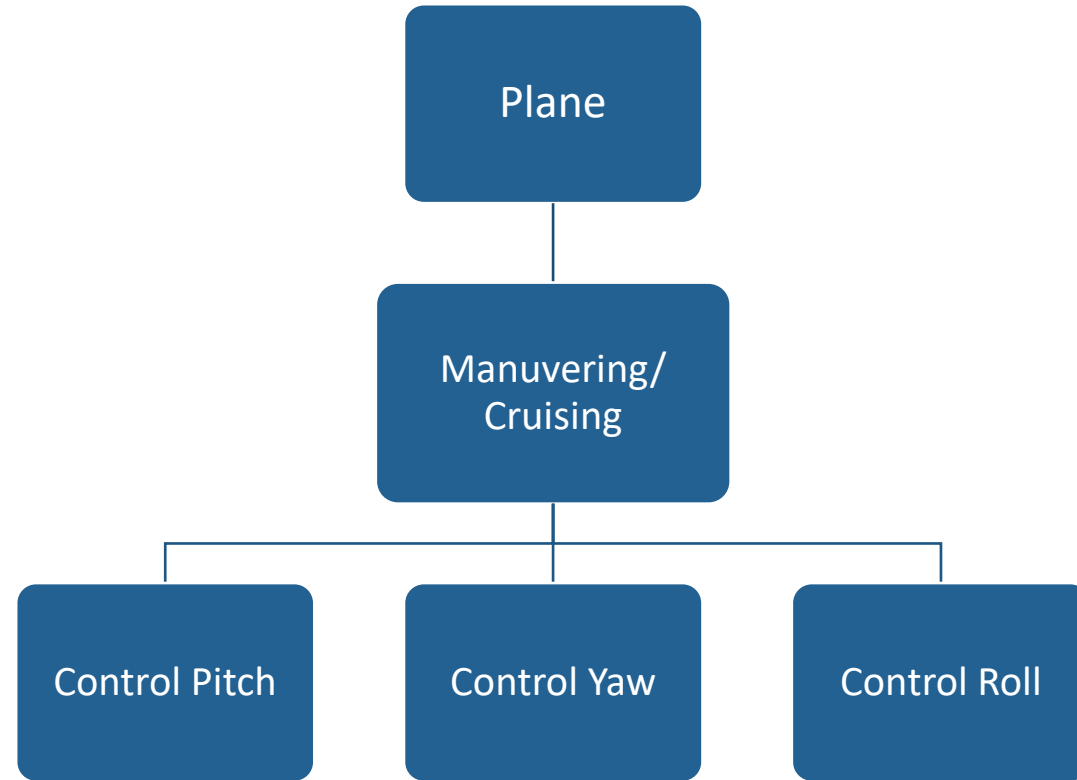 Plane
Manuvering/
Cruising
Control Pitch
Control Yaw
Control Roll